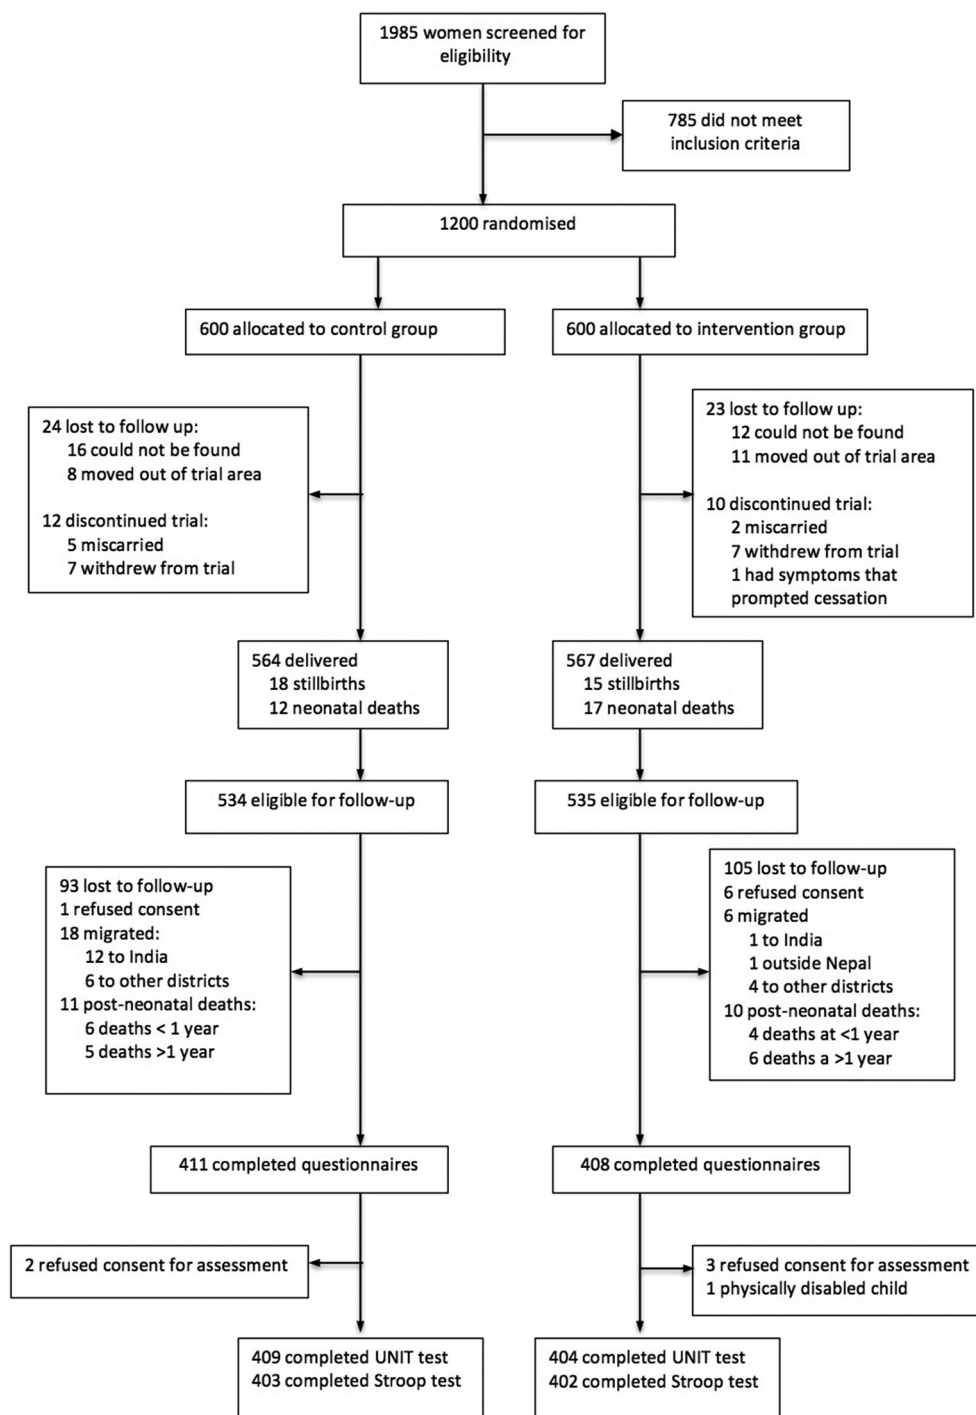 1985 women screened for
eligibility
785 did not meet
inclusion criteria
1200 randomised
600 allocated to control group
600 allocated to intervention group
24 lost to follow up:
16 could not be found
8 moved out of trial area
12 discontinued trial:
5 miscarried
7 withdrew from trial
23 lost to follow up:
12 could not be found
11 moved out of trial area
10 discontinued trial:
2 miscarried
7 withdrew from trial
1 had symptoms that
prompted cessation
564 delivered
18 stillbirths
12 neonatal deaths
567 delivered
15 stillbirths
17 neonatal deaths
534 eligible for follow-up
535 eligible for follow-up
93 lost to follow-up
1 refused consent
18 migrated:
12 to India
6 to other districts
11 post-neonatal deaths:
6 deaths < 1 year
5 deaths >1 year
105 lost to follow-up
6 refused consent
6 migrated
1 to India
1 outside Nepal
4 to other districts
10 post-neonatal deaths:
4 deaths at <1 year
6 deaths a >1 year
411 completed questionnaires
408 completed questionnaires
2 refused consent for assessment
3 refused consent for assessment
1 physically disabled child
409 completed UNIT test
403 completed Stroop test
404 completed UNIT test
402 completed Stroop test